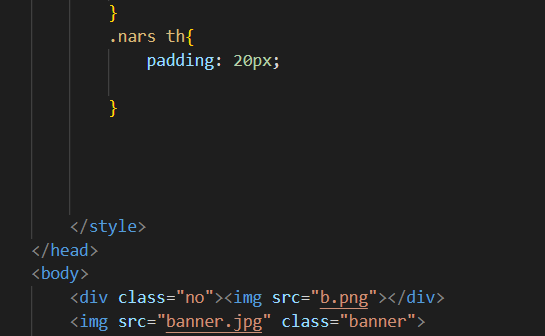 }
.nars th{
padding: 20px;
}
</style>
</head>
<body>
<div class="no"><img src="b.png"></div>
<img src="banner.jpg" class="banner">